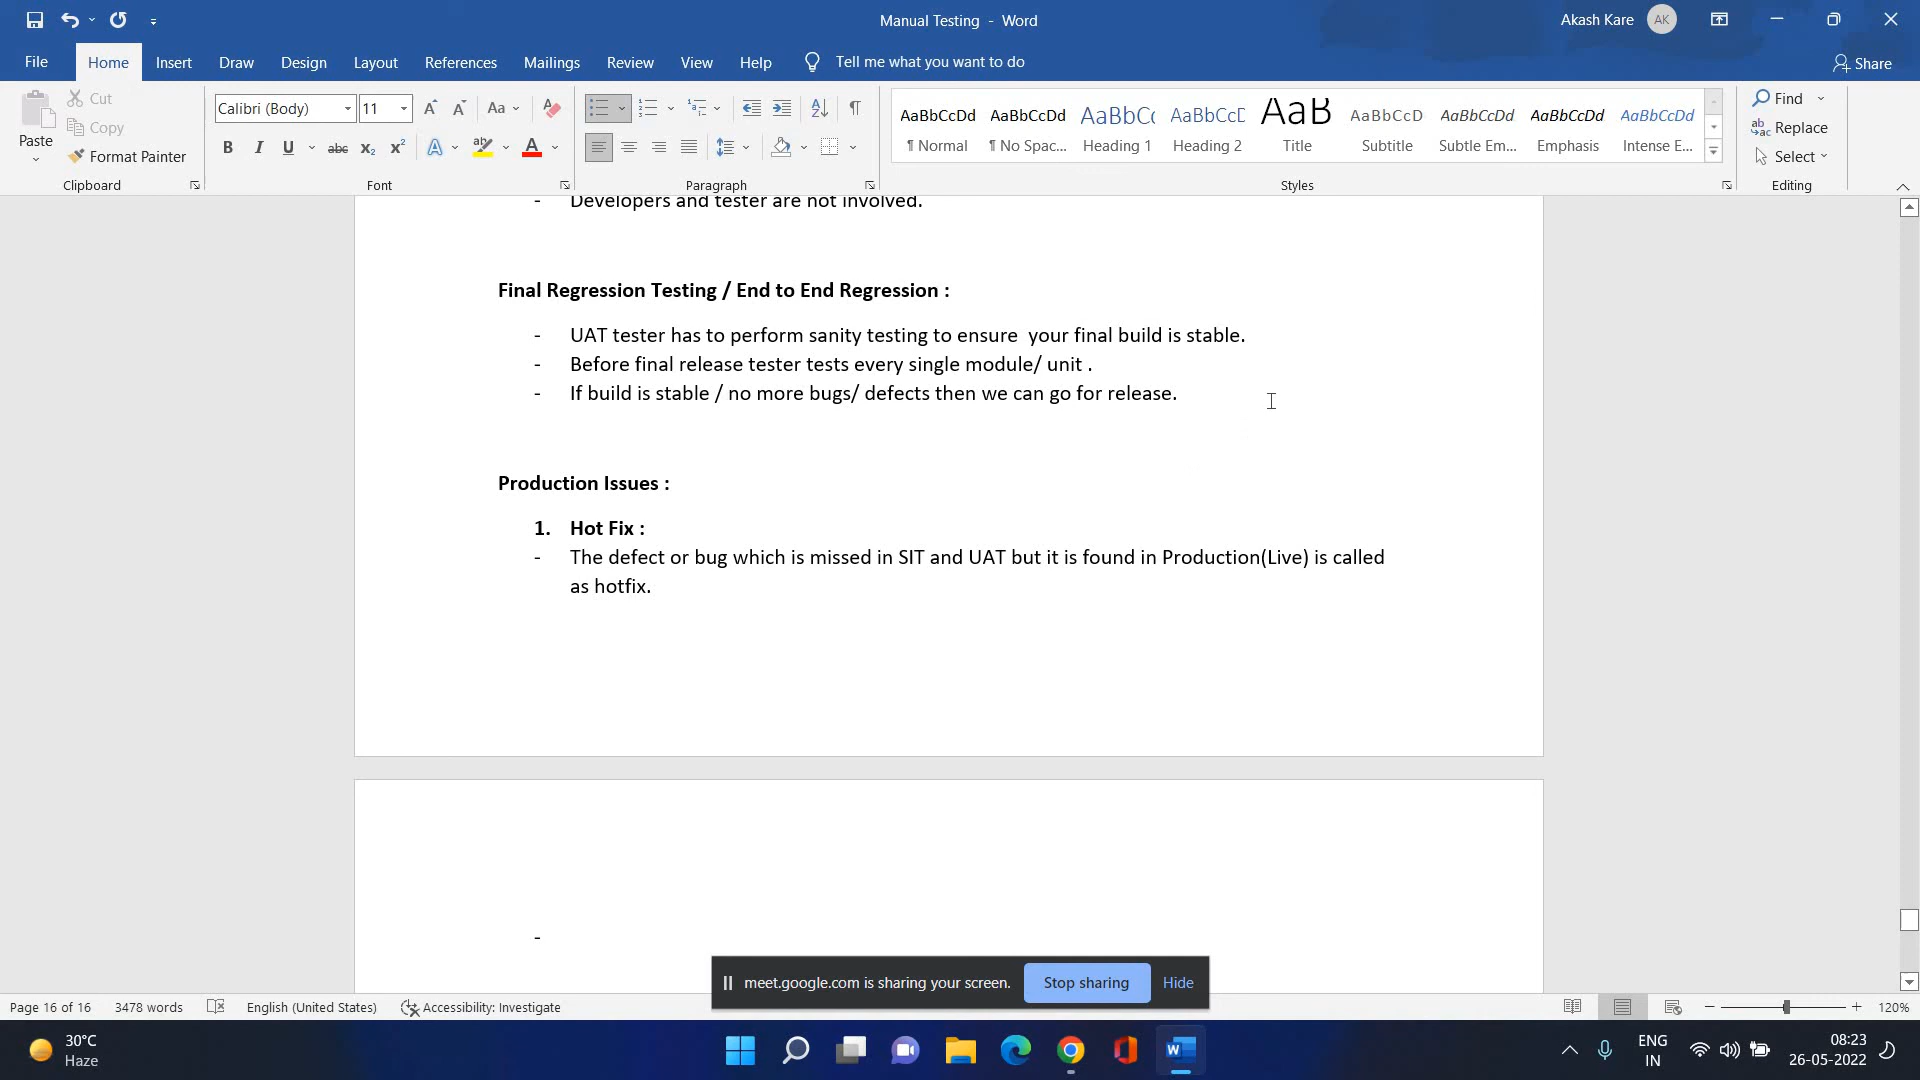 Manual Testing - Word
Akash Kare AK
File Home Insert Draw Design Layout References Mailings Review View Help Tell me what you want to do Share
Paste Cut Copy Format Painter Clipboard
Calibri (Body) 11 Aa
B I U abc x₂ x² A ab A
Font
Paragraph
AaBbCcDd AaBbCcDd AaBbCc AaBbCcD AaB AaBbCcD AaBbCcDd AaBbCcDd AaBbCcDd
¶ Normal ¶ No Spac... Heading 1 Heading 2 Title Subtitle Subtle Em... Emphasis Intense E...
Styles
Find
Replace
Select
Editing
- Developers and tester are not involved.
Final Regression Testing / End to End Regression :
- UAT tester has to perform sanity testing to ensure  your final build is stable.
- Before final release tester tests every single module/ unit .
- If build is stable / no more bugs/ defects then we can go for release.
Production Issues :
1. Hot Fix :
- The defect or bug which is missed in SIT and UAT but it is found in Production(Live) is called
as hotfix.
-
meet.google.com is sharing your screen. Stop sharing Hide
Page 16 of 16 3478 words English (United States) Accessibility: Investigate 120%
30°C
Haze
ENG
IN
08:23
26-05-2022